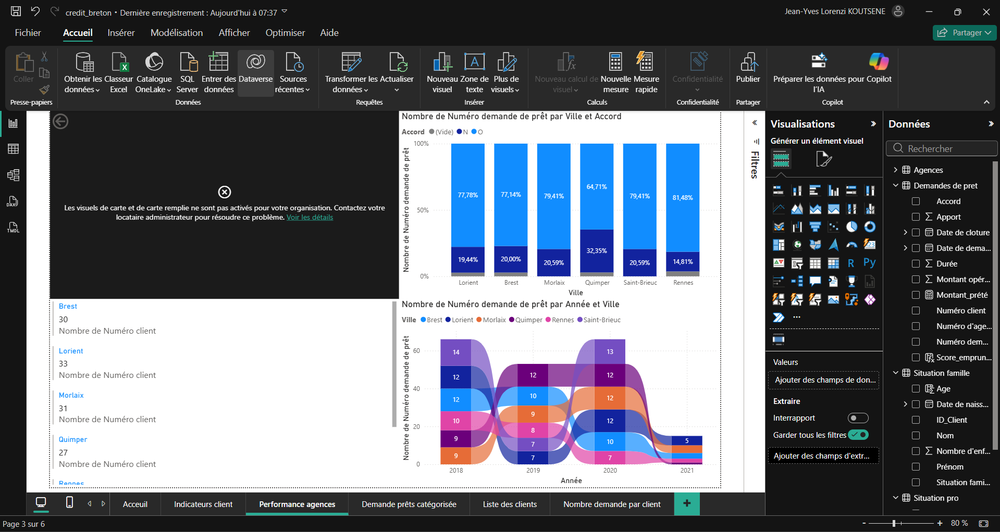 credit_breton • Dernière enregistrement : Aujourd'hui à 07:37
Jean-Yves Lorenzi KOUTSENE
Fichier
Accueil
Insérer
Modélisation
Afficher
Optimiser
Aide
Partager
Coller
Presse-papiers
Obtenir les
données
Classeur
Excel
Catalogue
OneLake
SQL
Server
Entrer des
données
Dataverse
Sources
récentes
Données
Transformer les
données
Actualiser
Requêtes
Nouveau
visuel
Zone de
texte
Plus de
visuels
Insérer
Nouveau calcul de
visuel
Nouvelle
mesure
Mesure
rapide
Calculs
Confidentialité
Confidentialité
Publier
Partager
Préparer les données pour
l'IA
Copilot
Copilot
DAX
TMDL
Les visuels de carte et de carte remplie ne sont pas activés pour votre organisation. Contactez votre
locataire administrateur pour résoudre ce problème. Voir les détails
Brest
30
Nombre de Numéro client
Lorient
33
Nombre de Numéro client
Morlaix
31
Nombre de Numéro client
Quimper
27
Nombre de Numéro client
Rennes
Nombre de Numéro demande de prêt par Ville et Accord
Accord (Vide) N O
Nombre de Numéro demande de prêt
100%
50%
0%
77,78%
77,14%
79,41%
64,71%
79,41%
81,48%
19,44%
20,00%
20,59%
32,35%
20,59%
14,81%
Lorient
Brest
Morlaix
Quimper
Saint-Brieuc
Rennes
Ville
Nombre de Numéro demande de prêt par Année et Ville
Ville Brest Lorient Morlaix Quimper Rennes Saint-Brieuc
Nombre de Numéro demande de prêt
60
40
20
0
14
12
12
10
9
9
12
10
9
8
7
7
13
12
12
12
10
7
5
2018
2019
2020
2021
Année
Filtres
Visualisations
Générer un élément visuel
123
R
Py
Valeurs
Ajouter des champs de don...
Extraire
Interrapport
Garder tous les filtres
Ajouter des champs d'extr...
Données
Rechercher
Agences
Demandes de pret
Accord
Apport
Date de cloture
Date de dema...
Durée
Montant opér...
Montant_prété
Numéro client
Numéro d'age...
Numéro dem...
Score_emprun...
Situation famille
Age
Date de naiss...
ID_Client
Nom
Nombre d'enf...
Prénom
Situation fami...
Situation pro
Acceuil
Indicateurs client
Performance agences
Demande prêts catégorisée
Liste des clients
Nombre demande par client
+
Page 3 sur 6
- + 80 %